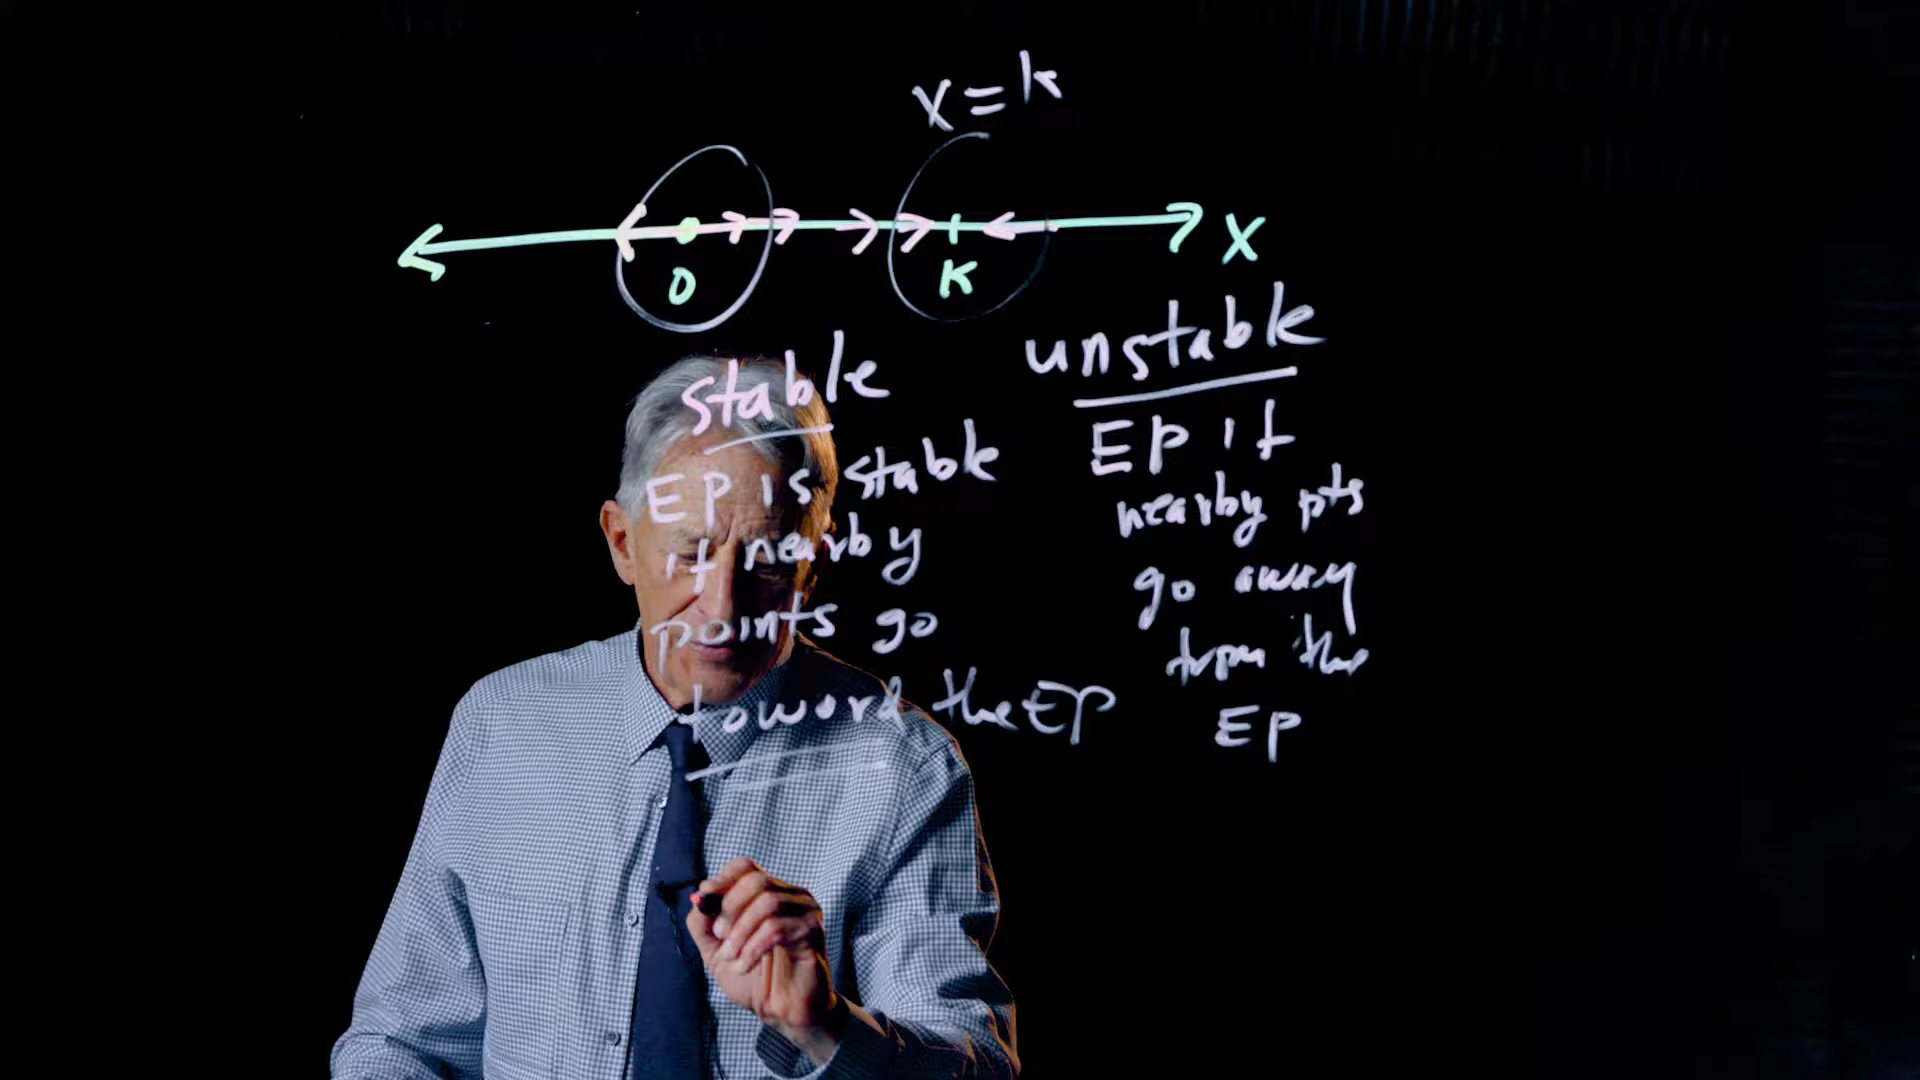 x = k
X
0
K
stable
EP is stable
if nearby
points go
toward the EP
unstable
EP if
nearby pts
go away
from the
EP